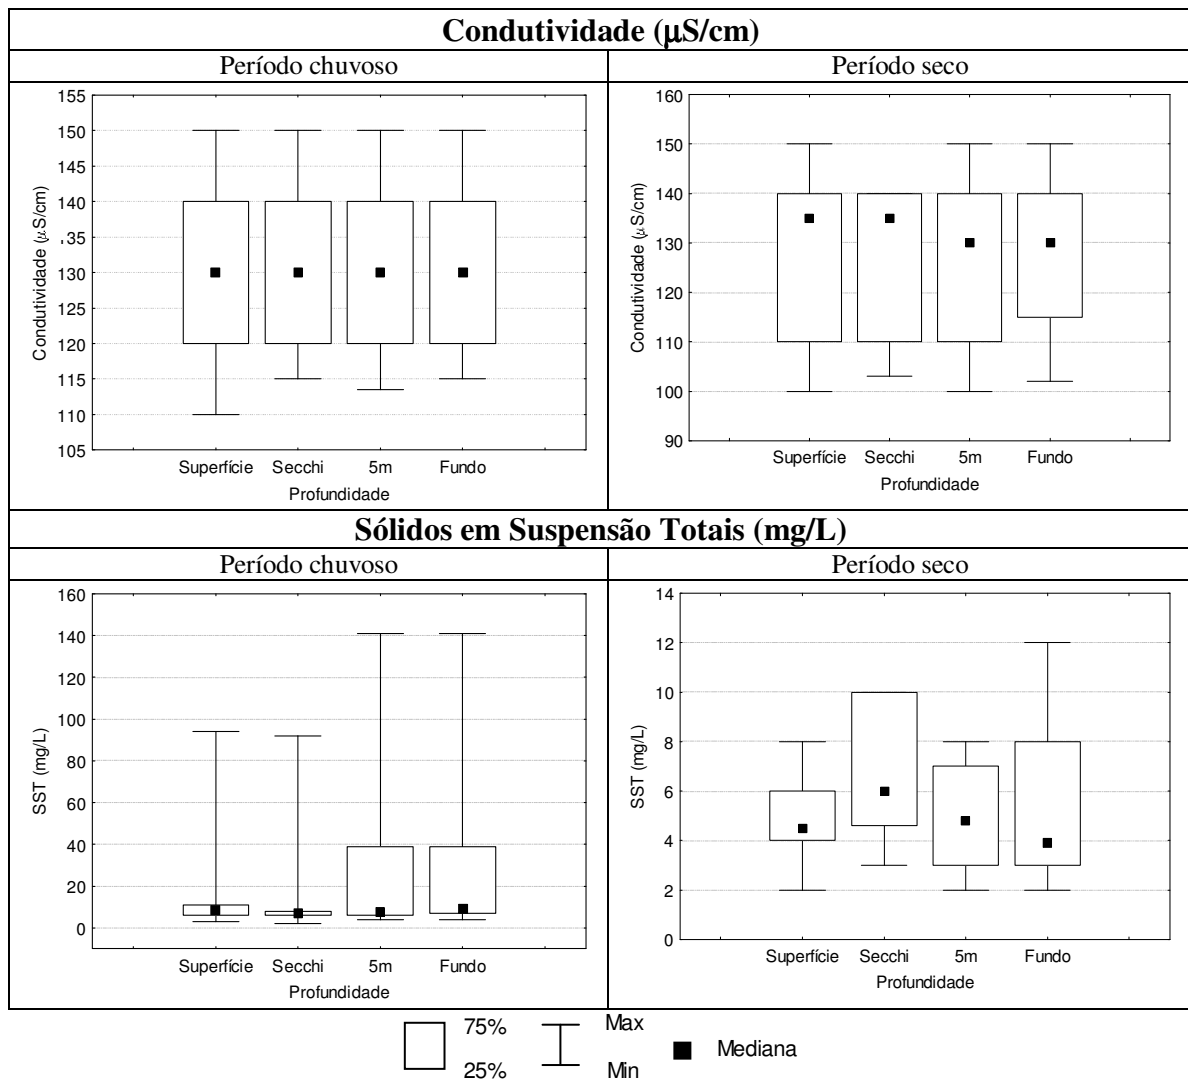 Condutividade (μS/cm)
Período chuvoso
Período seco
155
150
145
140
.35
130
125
120
115
110
105
Condutividade (μS/cm)
Superfície Secchi 5m Fundo
Profundidade
160
150
140
130
120
110
100
90
Condutividade (μS/cm)
Superfície Secchi 5m Fundo
Profundidade
Sólidos em Suspensão Totais (mg/L)
Período chuvoso
Período seco
160
140
120
100
80
60
40
20
0
SST (mg/L)
Superfície Secchi 5m Fundo
Profundidade
14
12
10
8
6
4
2
0
SST (mg/L)
Superfície Secchi 5m Fundo
Profundidade
75%
25%
Max
Min
Mediana